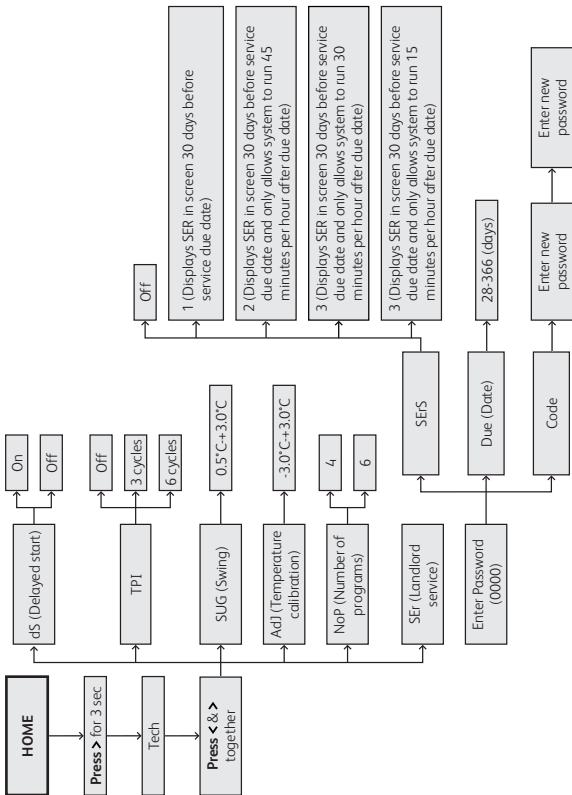 HOME
Press > for 3 sec
Tech
Press < & >
together
dS (Delayed start)
On
Off
TPI
Off
3 cycles
6 cycles
SUG (Swing)
0.5°C-+3.0°C
AdJ (Temperature
calibration)
-3.0°C-+3.0°C
NoP (Number of
programs)
4
6
SEr (Landlord
service)
Enter Password
(0000)
SErS
Off
1 (Displays SER in screen 30 days before
service due date)
2 (Displays SER in screen 30 days before service
due date and only allows system to run 45
minutes per hour after due date)
3 (Displays SER in screen 30 days before service
due date and only allows system to run 30
minutes per hour after due date)
3 (Displays SER in screen 30 days before service
due date and only allows system to run 15
minutes per hour after due date)
Due (Date)
28-366 (days)
Code
Enter new
password
Enter new
password